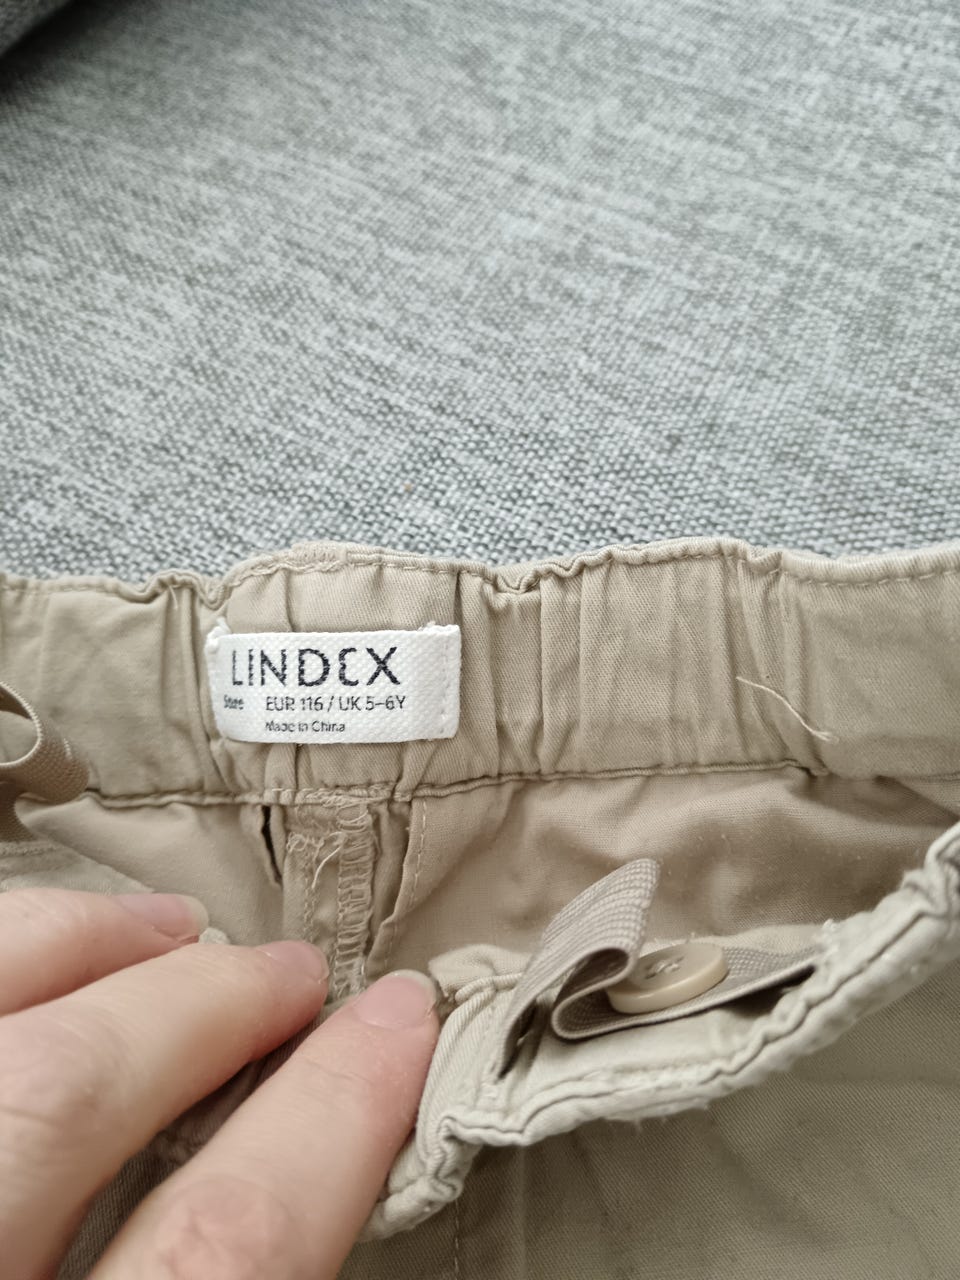 LINDEX
Size EUR 116 / UK 5-6Y
Made in China